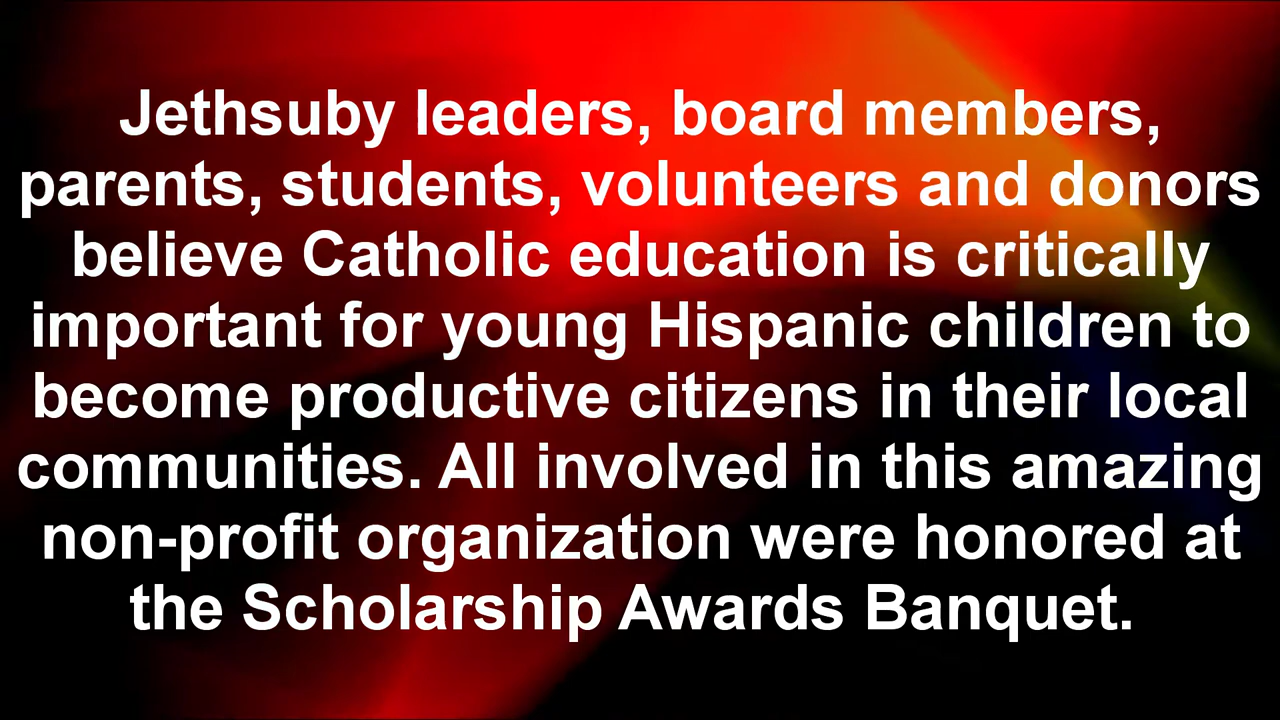 Jethsuby leaders, board members,
parents, students, volunteers and donors
believe Catholic education is critically
important for young Hispanic children to
become productive citizens in their local
communities. All involved in this amazing
non-profit organization were honored at
the Scholarship Awards Banquet.